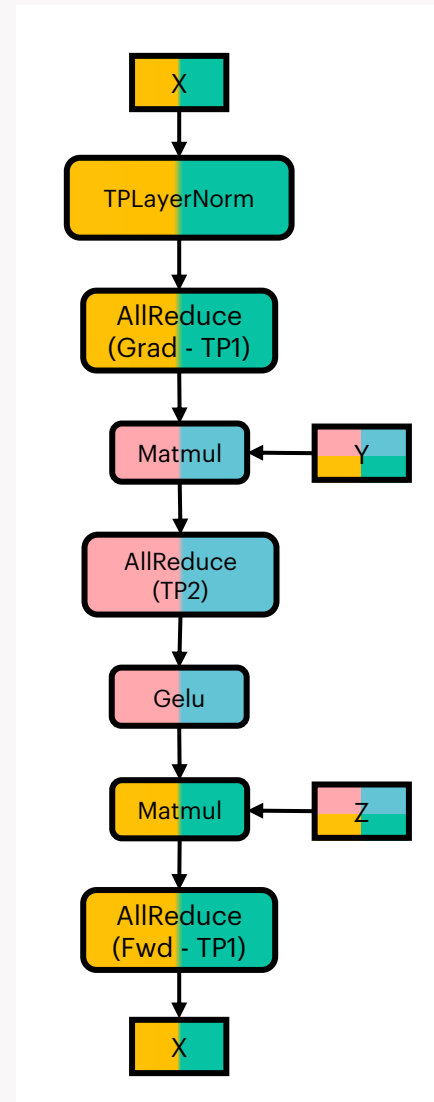 X
TPLayerNorm
AllReduce
(Grad - TP1)
Matmul
Y
AllReduce
(TP2)
Gelu
Matmul
Z
AllReduce
(Fwd - TP1)
X